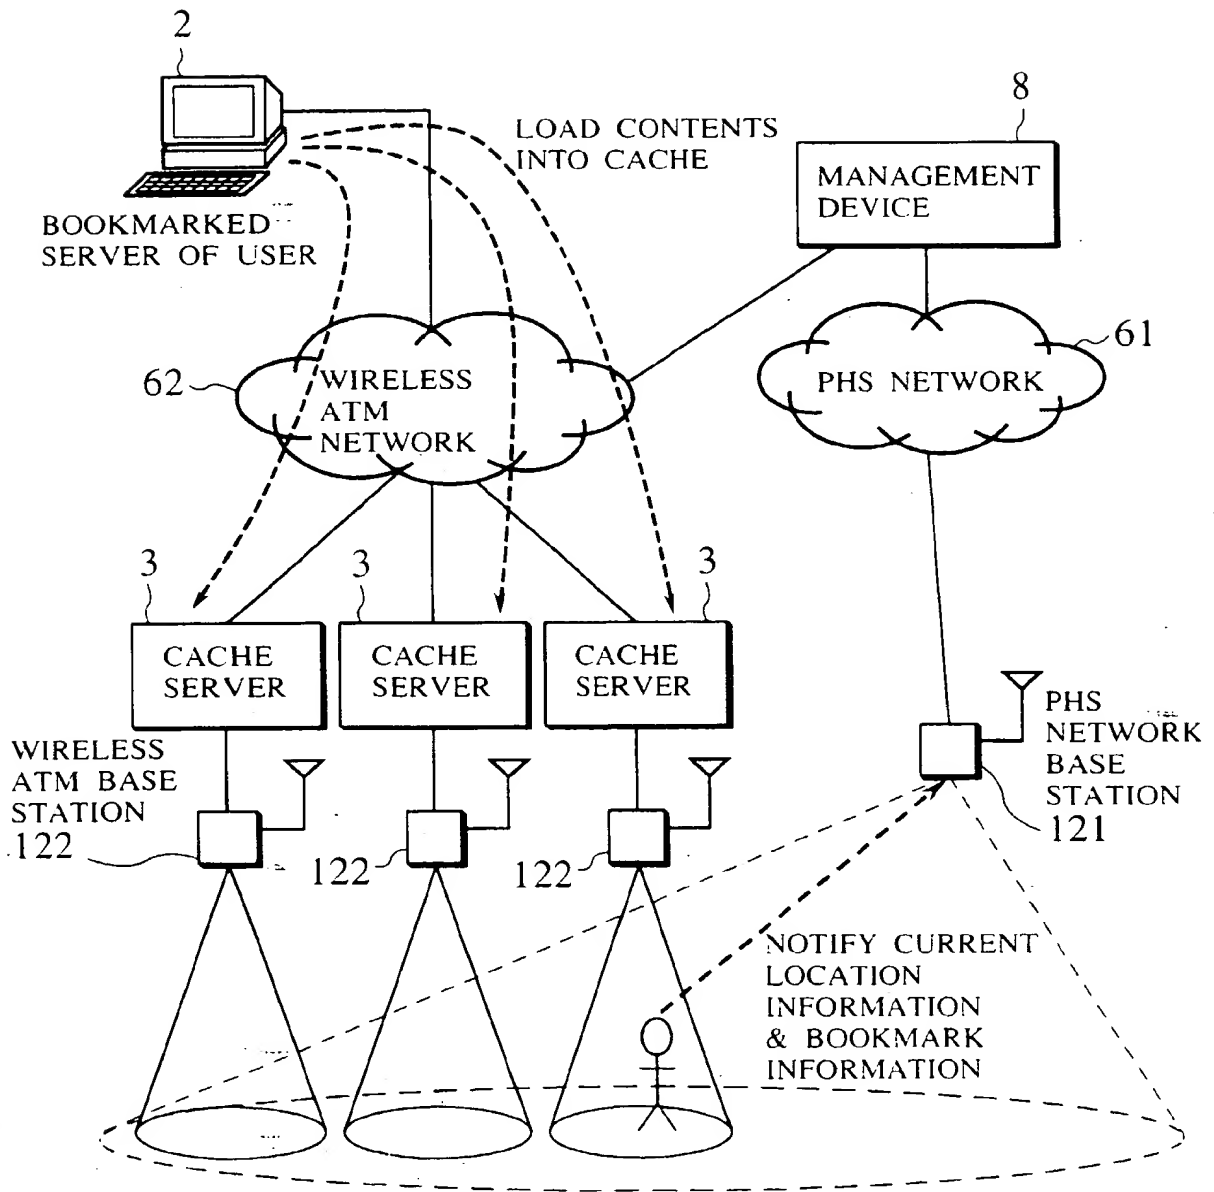 2
8
LOAD CONTENTS
INTO CACHE
MANAGEMENT
DEVICE
BOOKMARKED
SERVER OF USER
61
62
WIRELESS
ATM
NETWORK
PHS NETWORK
3
3
3
CACHE
SERVER
CACHE
SERVER
CACHE
SERVER
PHS
NETWORK
BASE
STATION
121
WIRELESS
ATM BASE
STATION
122
122
122
NOTIFY CURRENT
LOCATION
INFORMATION
& BOOKMARK
INFORMATION